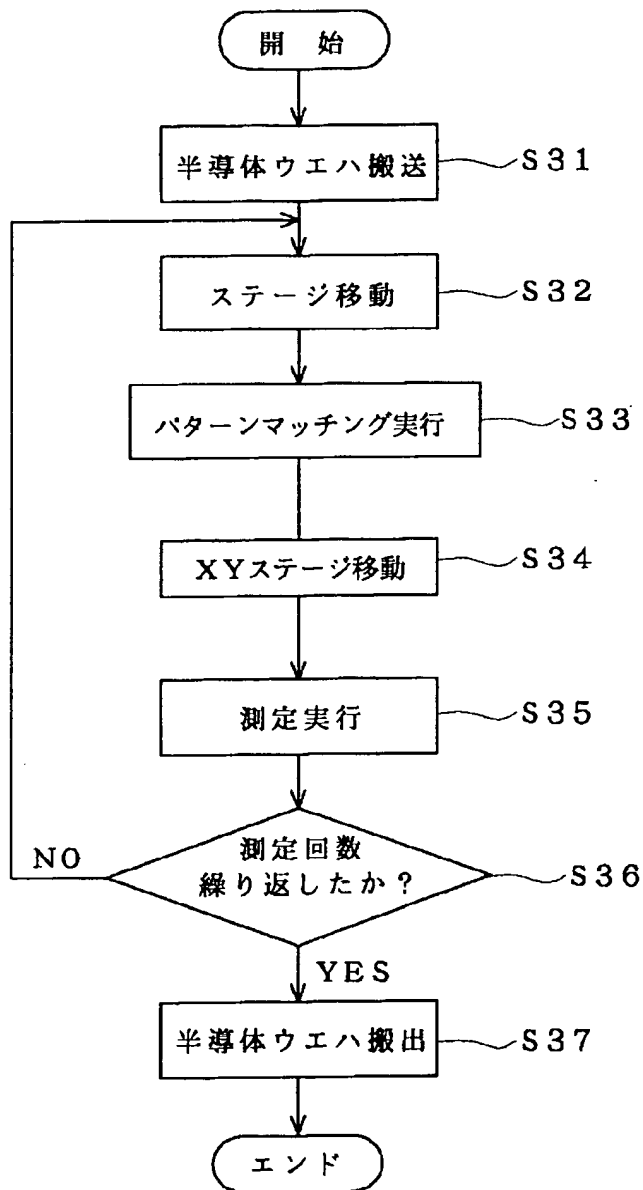 開 始
半導体ウエハ搬送 S31
ステージ移動 S32
パターンマッチング実行 S33
XYステージ移動 S34
測定実行 S35
測定回数
繰り返したか? S36
NO
YES
半導体ウエハ搬出 S37
エンド